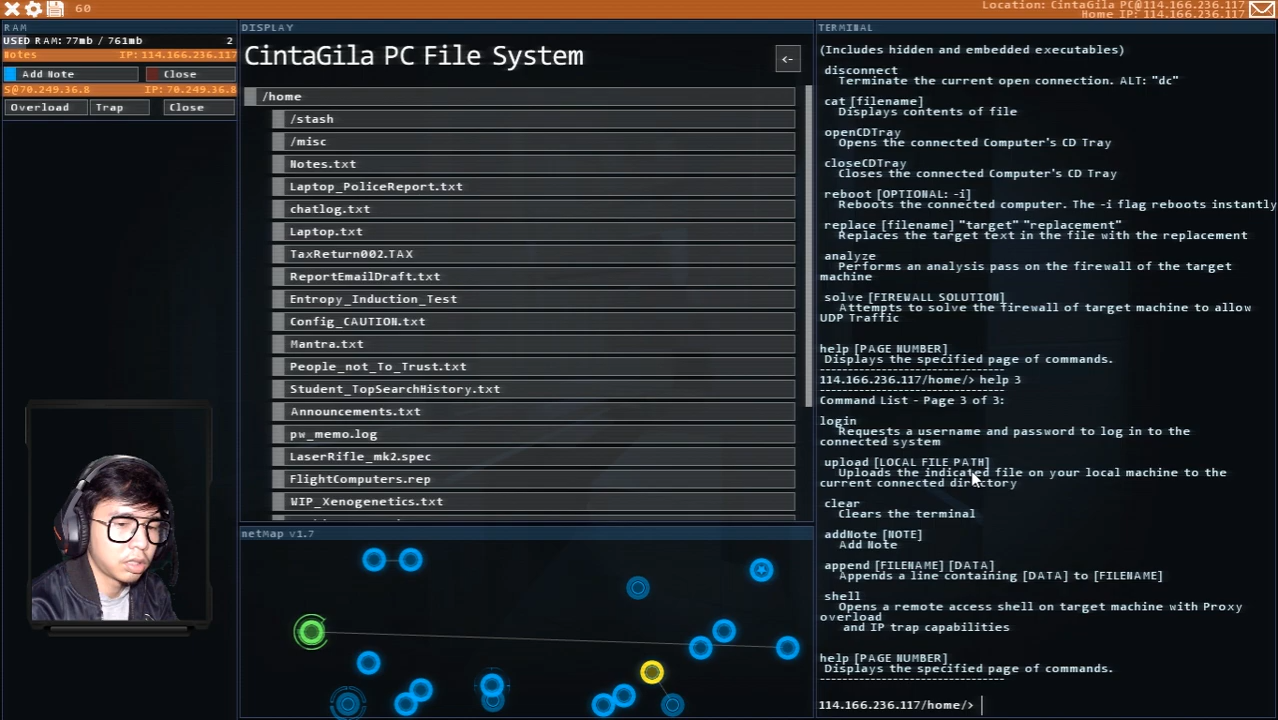 60
Location: CintaGila PC@114.166.236.117
Home IP: 114.166.236.117
RAM
USED RAM: 77mb / 761mb
2
Notes
IP: 114.166.236.117
Add Note
Close
S@70.249.36.8
IP: 70.249.36.8
Overload
Trap
Close
DISPLAY
CintaGila PC File System
<-
/home
/stash
/misc
Notes.txt
Laptop_PoliceReport.txt
chatlog.txt
Laptop.txt
TaxReturn002.TAX
ReportEmailDraft.txt
Entropy_Induction_Test
Config_CAUTION.txt
Mantra.txt
People_not_To_Trust.txt
Student_TopSearchHistory.txt
Announcements.txt
pw_memo.log
LaserRifle_mk2.spec
FlightComputers.rep
WIP_Xenogenetics.txt
netMap v1.7
TERMINAL
(Includes hidden and embedded executables)
disconnect
Terminate the current open connection. ALT: "dc"
cat [filename]
Displays contents of file
openCDTray
Opens the connected Computer's CD Tray
closeCDTray
Closes the connected Computer's CD Tray
reboot [OPTIONAL: -i]
Reboots the connected computer. The -i flag reboots instantly
replace [filename] "target" "replacement"
Replaces the target text in the file with the replacement
analyze
Performs an analysis pass on the firewall of the target
machine
solve [FIREWALL SOLUTION]
Attempts to solve the firewall of target machine to allow
UDP Traffic
help [PAGE NUMBER]
Displays the specified page of commands.
--------------------------------
114.166.236.117/home/> help 3
--------------------------------
Command List - Page 3 of 3:
login
Requests a username and password to log in to the
connected system
upload [LOCAL FILE PATH]
Uploads the indicated file on your local machine to the
current connected directory
clear
Clears the terminal
addNote [NOTE]
Add Note
append [FILENAME] [DATA]
Appends a line containing [DATA] to [FILENAME]
shell
Opens a remote access shell on target machine with Proxy
overload
and IP trap capabilities
help [PAGE NUMBER]
Displays the specified page of commands.
--------------------------------
114.166.236.117/home/>